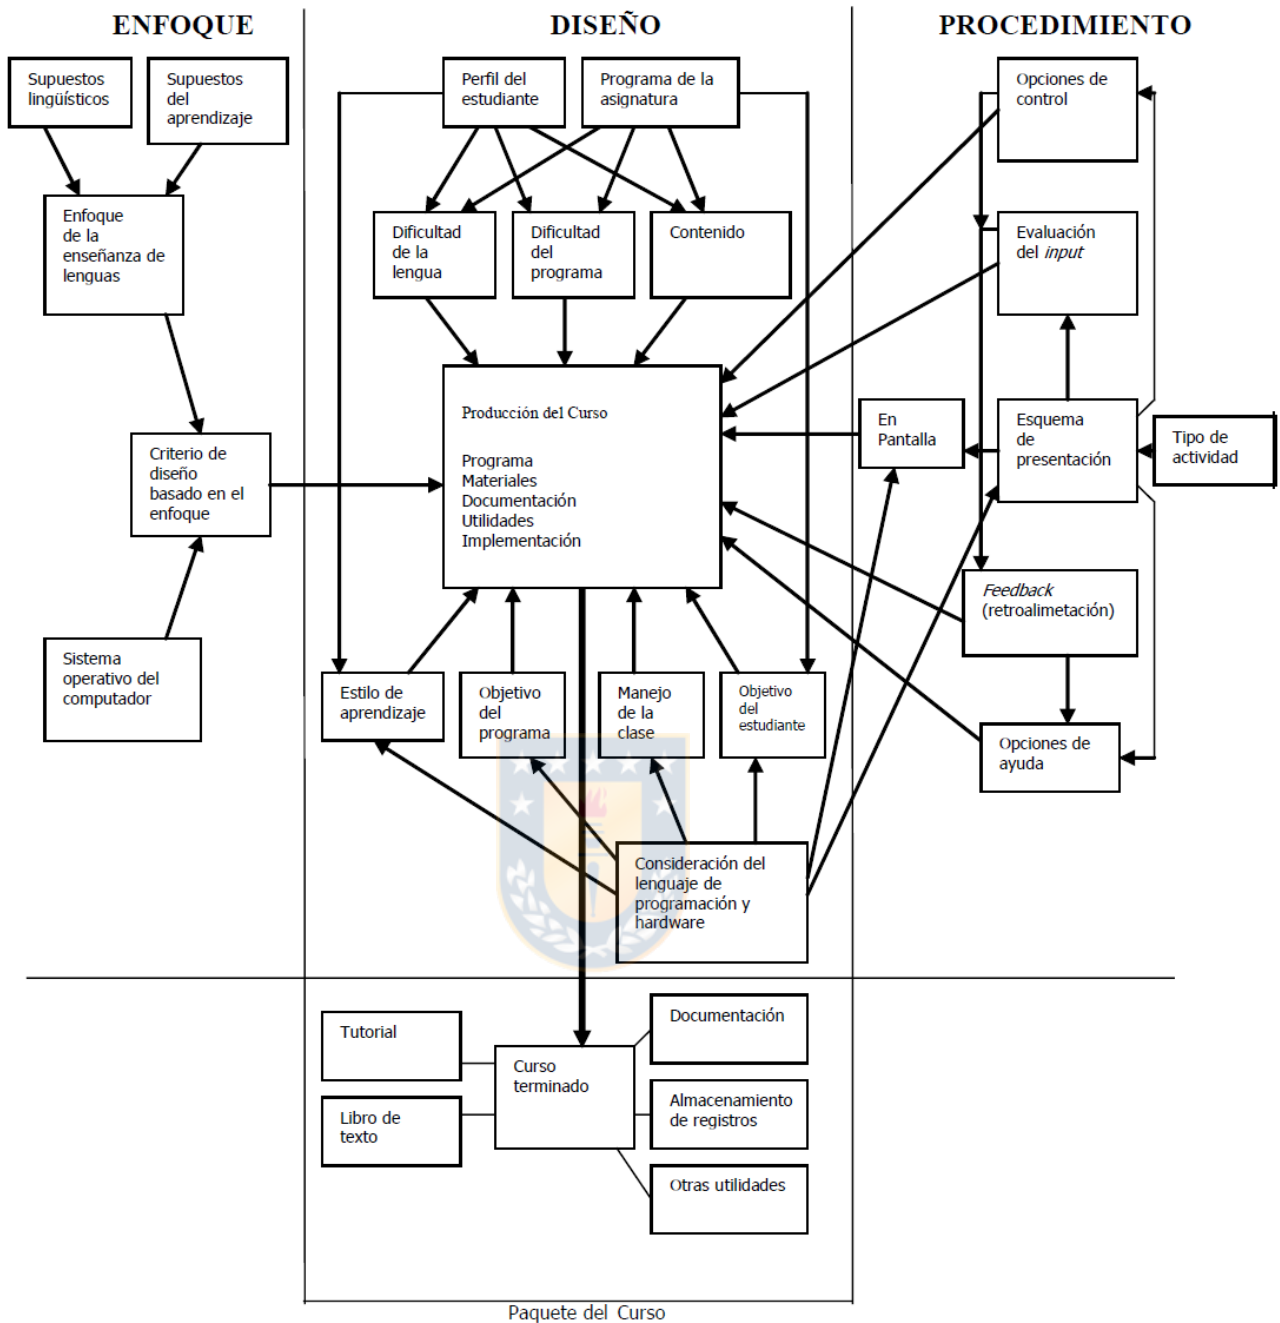 ENFOQUE
DISEÑO
PROCEDIMIENTO
Supuestos
lingüísticos
Supuestos
del
aprendizaje
Enfoque
de la
enseñanza de
lenguas
Criterio de
diseño
basado en el
enfoque
Sistema
operativo del
computador
Perfil del
estudiante
Programa de la
asignatura
Dificultad
de la
lengua
Dificultad
del
programa
Contenido
Producción del Curso
Programa
Materiales
Documentación
Utilidades
Implementación
Estilo de
aprendizaje
Objetivo
del
programa
Manejo
de la
clase
Objetivo
del
estudiante
Consideración del
lenguaje de
programación y
hardware
Opciones de
control
Evaluación
del input
En
Pantalla
Esquema
de
presentación
Tipo de
actividad
Feedback
(retroalimetación)
Opciones de
ayuda
Tutorial
Libro de
texto
Curso
terminado
Documentación
Almacenamiento
de registros
Otras utilidades
Paquete del Curso